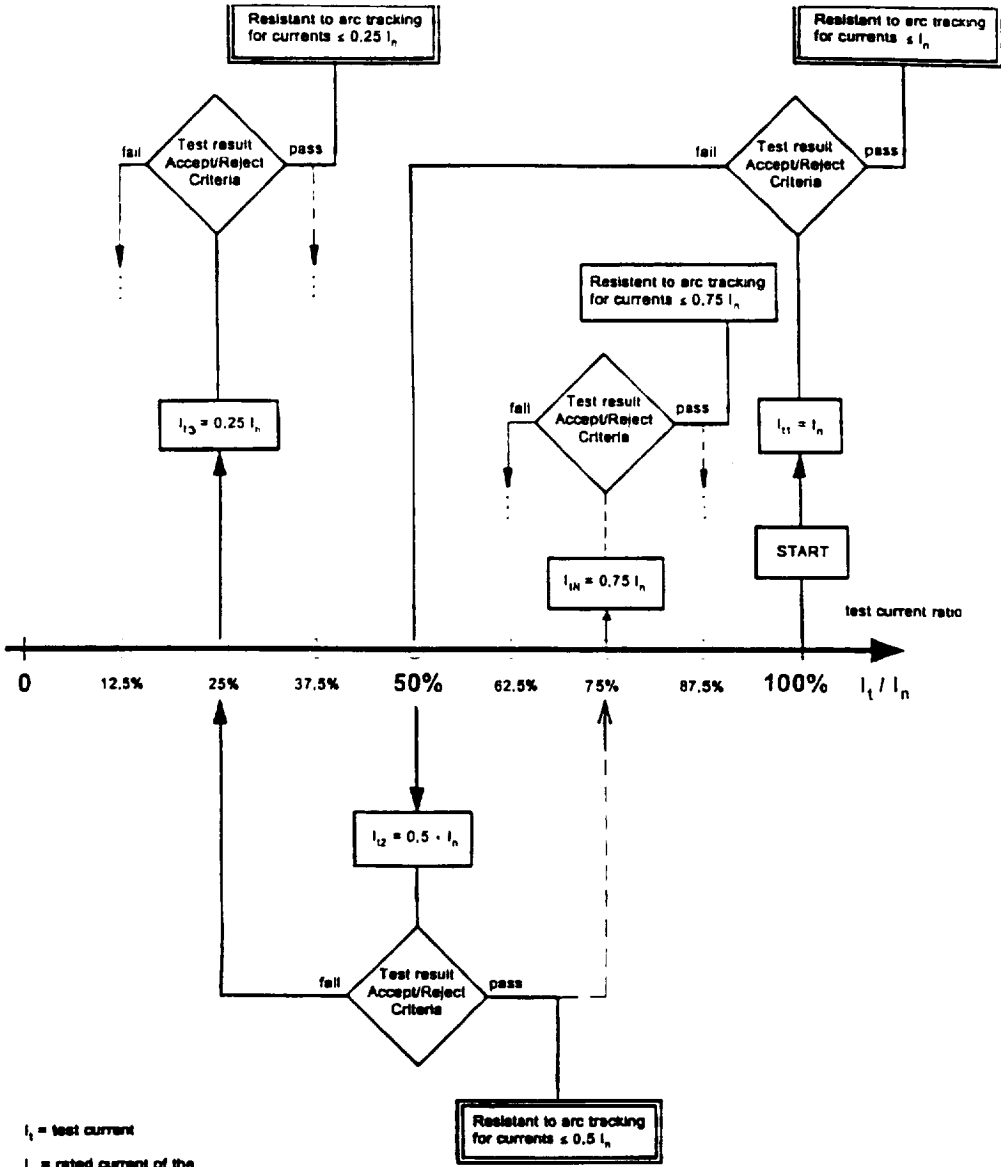 Resistant to arc tracking
for currents ≤ 0.25 Iₙ
Resistant to arc tracking
for currents ≤ Iₙ
Test result
Accept/Reject
Criteria
fail
pass
Test result
Accept/Reject
Criteria
fail
pass
Resistent to arc tracking
for currents ≤ 0,75 Iₙ
Test result
Accept/Reject
Criteria
fail
pass
Iₜ₃ = 0,25 Iₙ
Iₜ₁ = Iₙ
START
IₜN = 0,75 Iₙ
test current ratio
0
12.5%
25%
37.5%
50%
62.5%
75%
87.5%
100%
Iₜ / Iₙ
Iₜ₂ = 0,5 · Iₙ
Test result
Accept/Reject
Criteria
fail
pass
Resistant to arc tracking
for currents ≤ 0,5 Iₙ
Iₜ = test current
= rated current of the